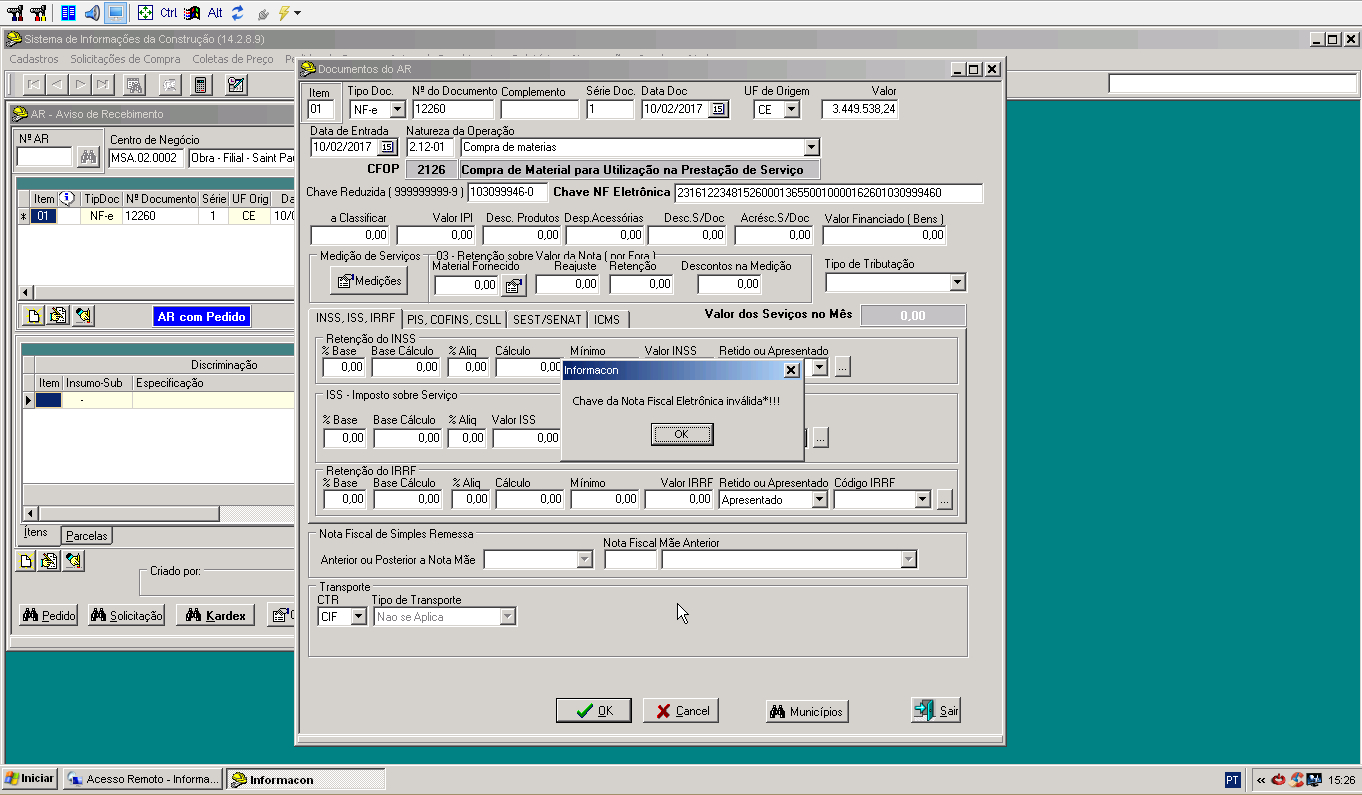 Ctrl Alt
Sistema de Informações da Construção (14.2.8.9)
Cadastros Solicitações de Compra Coletas de Preço
Documentos do AR
Item Tipo Doc. Nº do Documento Complemento Série Doc. Data Doc UF de Origem Valor
01 NF-e 12260 1 10/02/2017 15 CE 3.449.538,24
AR - Aviso de Recebimento
Data de Entrada Natureza da Operação
Nº AR Centro de Negócio
10/02/2017 15 2.12-01 Compra de materias
MSA.02.0002 Obra - Filial - Saint Pau
CFOP 2126 Compra de Material para Utilização na Prestação de Serviço
Chave Reduzida ( 999999999-9 ) 103099946-0 Chave NF Eletrônica 23161223481526000136550010000162601030999460
Item TipDoc Nº Documento Série UF Orig Da
* 01 NF-e 12260 1 CE 10/0
a Classificar Valor IPI Desc. Produtos Desp.Acessórias Desc.S/Doc Acrésc.S/Doc Valor Financiado ( Bens )
0,00 0,00 0,00 0,00 0,00 0,00 0,00
Medição de Serviços 03 - Retenção sobre Valor da Nota ( por Fora )
Material Fornecido Reajuste Retenção Descontos na Medição Tipo de Tributação
Medições 0,00 0,00 0,00 0,00
AR com Pedido
INSS, ISS, IRRF PIS, COFINS, CSLL SEST/SENAT ICMS Valor dos Seviços no Mês 0,00
Retenção do INSS
% Base Base Cálculo % Aliq Cálculo Mínimo Valor INSS Retido ou Apresentado
0,00 0,00 0,00 0,00 ...
Discriminação
Item Insumo-Sub Especificação
-
Informacon
Chave da Nota Fiscal Eletrônica inválida*!!!
OK
ISS - Imposto sobre Serviço
% Base Base Cálculo % Aliq Valor ISS
0,00 0,00 0,00 0,00 ...
Retenção do IRRF
% Base Base Cálculo % Aliq Cálculo Mínimo Valor IRRF Retido ou Apresentado Código IRRF
0,00 0,00 0,00 0,00 0,00 0,00 Apresentado ...
Ítens Parcelas
Nota Fiscal de Simples Remessa
Nota Fiscal Mãe Anterior
Anterior ou Posterior a Nota Mãe
Criado por:
Transporte
CTR Tipo de Transporte
CIF Nao se Aplica
Pedido Solicitação Kardex
OK Cancel Municípios Sair
Iniciar Acesso Remoto - Informa... Informacon PT « 15:26